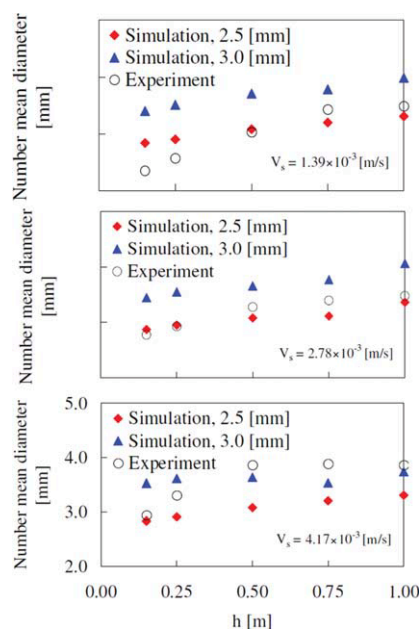 Number mean diameter
[mm]
Simulation, 2.5 [mm]
Simulation, 3.0 [mm]
Experiment
Vs = 1.39×10-3 [m/s]
Number mean diameter
[mm]
Simulation, 2.5 [mm]
Simulation, 3.0 [mm]
Experiment
Vs = 2.78×10-3 [m/s]
Number mean diameter
[mm]
5.0
4.0
3.0
2.0
Simulation, 2.5 [mm]
Simulation, 3.0 [mm]
Experiment
Vs = 4.17×10-3 [m/s]
0.00 0.25 0.50 0.75 1.00
h [m]